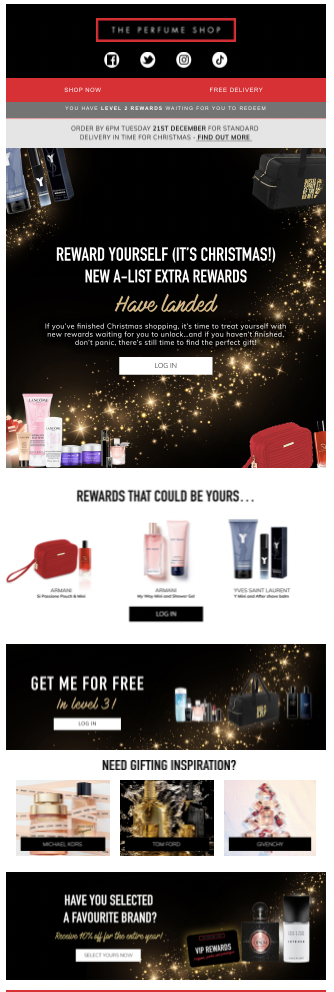 THE PERFUME SHOP
SHOP NOW FREE DELIVERY
YOU HAVE LEVEL 2 REWARDS WAITING FOR YOU TO REDEEM
ORDER BY 6PM TUESDAY 21ST DECEMBER FOR STANDARD
DELIVERY IN TIME FOR CHRISTMAS - FIND OUT MORE
REWARD YOURSELF (IT'S CHRISTMAS!)
NEW A-LIST EXTRA REWARDS
Have landed
If you've finished Christmas shopping, it's time to treat yourself with
new rewards waiting for you to unlock...and if you haven't finished,
don't panic, there's still time to find the perfect gift!
LOG IN
REWARDS THAT COULD BE YOURS...
ARMANI ARMANI YVES SAINT LAURENT
Si Passione Pouch & Mini My Way Mini and Shower Gel Y Mini and After shave balm
LOG IN
GET ME FOR FREE
In level 3!
LOG IN
NEED GIFTING INSPIRATION?
MICHAEL KORS TOM FORD GIVENCHY
HAVE YOU SELECTED
A FAVOURITE BRAND?
Receive 10% off for the entire year!
SELECT YOURS NOW
VIP REWARDS